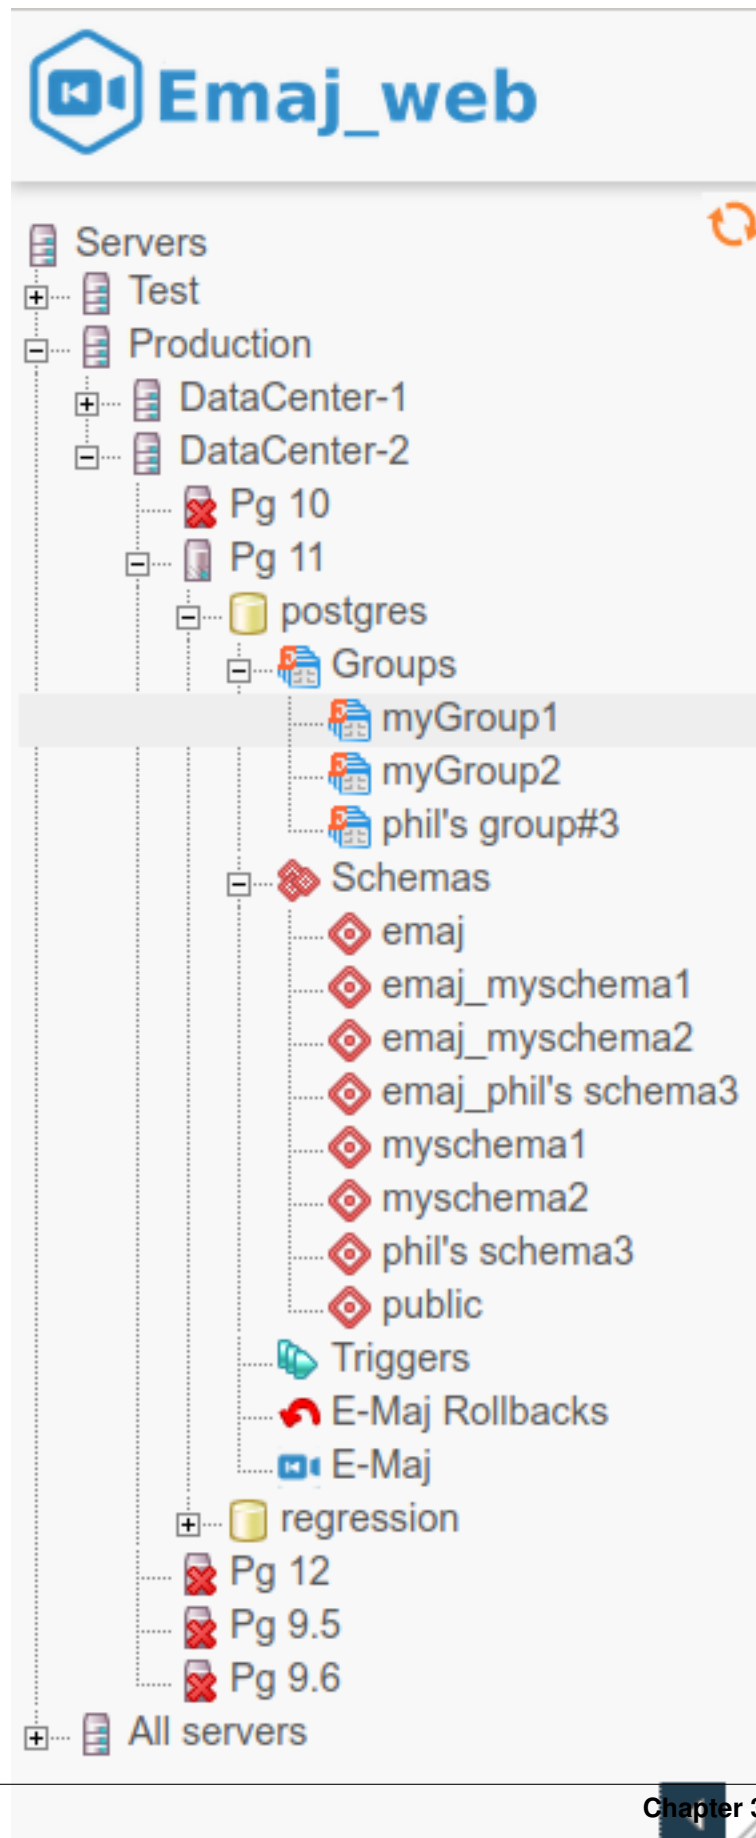 Emaj_web
Servers
Test
Production
DataCenter-1
DataCenter-2
Pg 10
Pg 11
postgres
Groups
myGroup1
myGroup2
phil's group#3
Schemas
emaj
emaj_myschema1
emaj_myschema2
emaj_phil's schema3
myschema1
myschema2
phil's schema3
public
Triggers
E-Maj Rollbacks
E-Maj
regression
Pg 12
Pg 9.5
Pg 9.6
All servers
Chapter 3